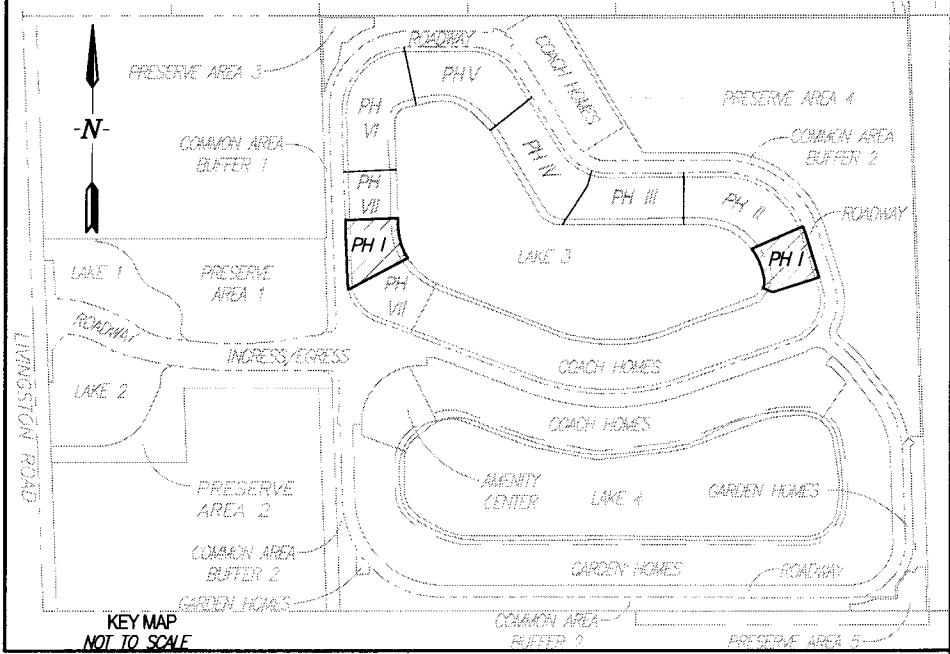 ROADWAY
PRESERVE AREA 3
PH V
COACH HOMES
PRESERVE AREA 4
-N-
PH
VI
COMMON AREA
BUFFER 1
COMMON AREA
BUFFER 2
PH IV
PH
VII
PH III
PH II
ROADWAY
PH I
LAKE 3
PH I
LAKE 1
PRESERVE
AREA 1
PH
VII
ROADWAY
INGRESS/EGRESS
LIVINGSTON ROAD
LAKE 2
COACH HOMES
COACH HOMES
AMENITY
CENTER
LAKE 4
GARDEN HOMES
PRESERVE
AREA 2
COMMON AREA
BUFFER 2
GARDEN HOMES
ROADWAY
GARDEN HOMES
COMMON AREA
BUFFER 2
PRESERVE AREA 5
KEY MAP
NOT TO SCALE